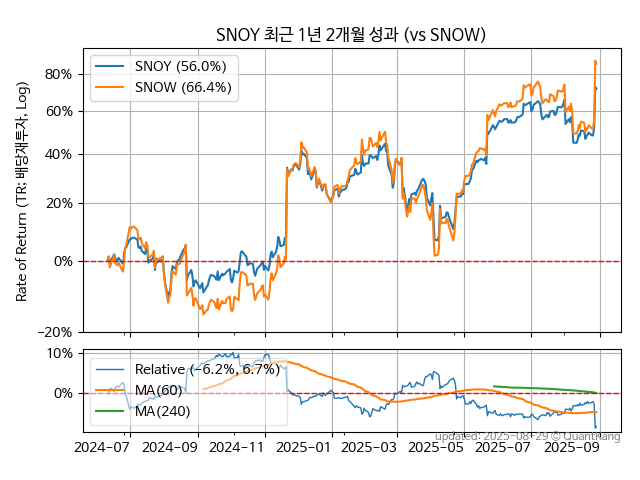 SNOY 최근 1년 2개월 성과 (vs SNOW)
Rate of Return (TR: 배당재투자, Log)
80%
60%
40%
20%
0%
−20%
SNOY (56.0%)
SNOW (66.4%)
10%
0%
Relative (−6.2%, 6.7%)
MA(60)
MA(240)
updated: 2025-08-29 © Quanthang
2024-07 2024-09 2024-11 2025-01 2025-03 2025-05 2025-07 2025-09